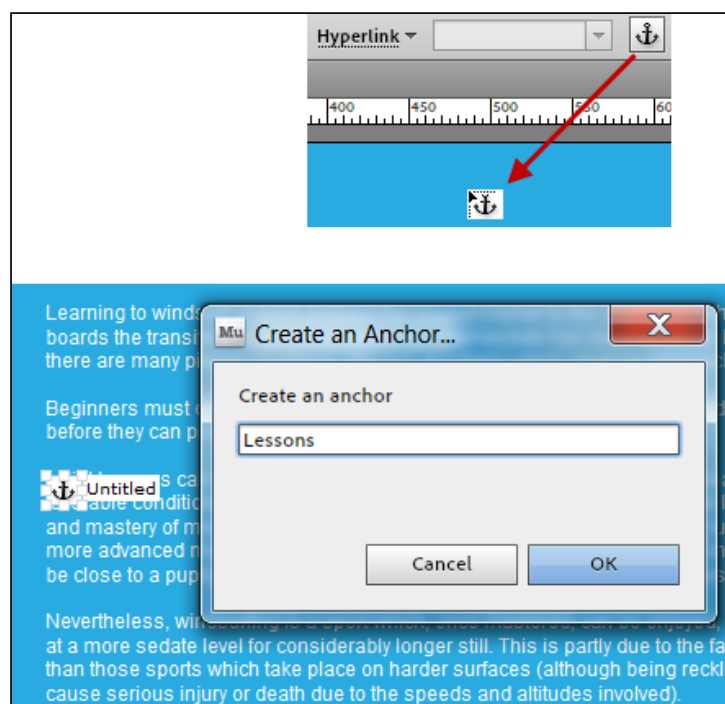 Hyperlink
400 450 500 550 60
Learning to winds
boards the transi
there are many pi
Mu Create an Anchor...
X
Create an anchor
Lessons
Beginners must
before they can p
Untitled
s ca
able conditio
and mastery of m
more advanced
be close to a pup
Cancel OK
Nevertheless,
at a more sedate level for considerably longer still. This is partly due to the fa
than those sports which take place on harder surfaces (although being reckl
cause serious injury or death due to the speeds and altitudes involved).